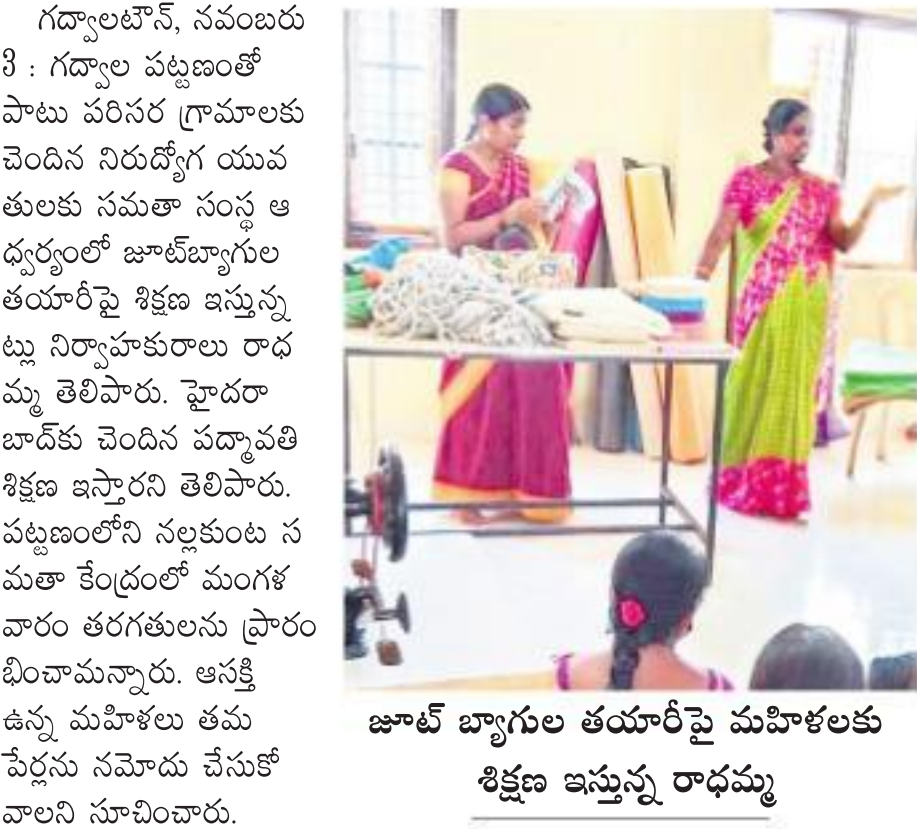 గద్వాలటౌన్, నవంబరు
3 : గద్వాల పట్టణంతో
పాటు పరిసర గ్రామాలకు
చెందిన నిరుద్యోగ యువ
తులకు సమతా సంస్థ ఆ
ధ్వర్యంలో జూట్‌బ్యాగుల
తయారీపై శిక్షణ ఇస్తున్న
ట్లు నిర్వాహకురాలు రాధ
మ్మ తెలిపారు. హైదరా
బాద్‌కు చెందిన పద్మావతి
శిక్షణ ఇస్తారని తెలిపారు.
పట్టణంలోని నల్లకుంట స
మతా కేంద్రంలో మంగళ
వారం తరగతులను ప్రారం
భించామన్నారు. ఆసక్తి
ఉన్న మహిళలు తమ
పేర్లను నమోదు చేసుకో
వాలని సూచించారు.
జూట్ బ్యాగుల తయారీపై మహిళలకు
శిక్షణ ఇస్తున్న రాధమ్మ